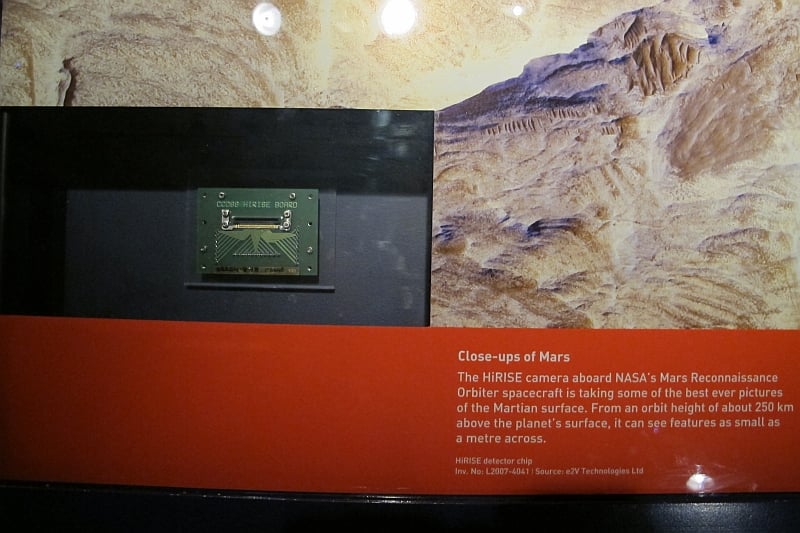 CCD98 HIRISE BOARD
Close-ups of Mars
The HiRISE camera aboard NASA's Mars Reconnaissance
Orbiter spacecraft is taking some of the best ever pictures
of the Martian surface. From an orbit height of about 250 km
above the planet's surface, it can see features as small as
a metre across.
HiRISE detector chip
Inv. No: L2007-4041 | Source: e2V Technologies Ltd